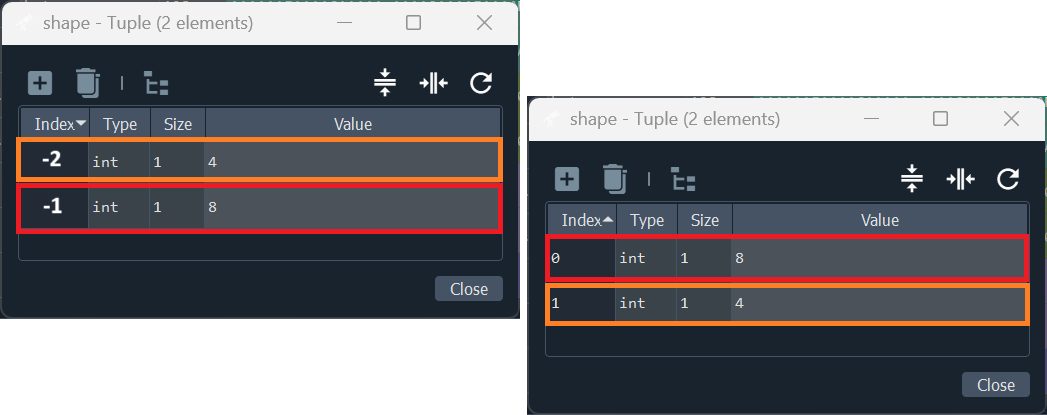 shape - Tuple (2 elements)
Index Type Size Value
-2 int 1 4
-1 int 1 8
Close
shape - Tuple (2 elements)
Index Type Size Value
0 int 1 8
1 int 1 4
Close